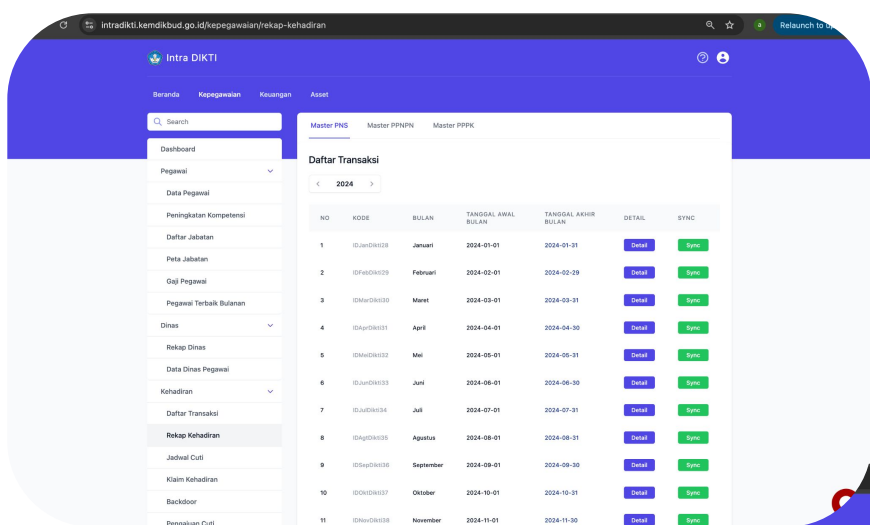 intradikti.kemdikbud.go.id/kepegawaian/rekap-kehadiran
a
Relaunch to
Intra DIKTI
Beranda Kepegawaian Keuangan Asset
Search
Dashboard
Pegawai
Data Pegawai
Peningkatan Kompetensi
Daftar Jabatan
Peta Jabatan
Gaji Pegawai
Pegawai Terbaik Bulanan
Dinas
Rekap Dinas
Data Dinas Pegawai
Kehadiran
Daftar Transaksi
Rekap Kehadiran
Jadwal Cuti
Klaim Kehadiran
Backdoor
Pengajuan Cuti
Master PNS Master PPNPN Master PPPK
Daftar Transaksi
< 2024 >
NO KODE BULAN TANGGAL AWAL BULAN TANGGAL AKHIR BULAN DETAIL SYNC
1 IDJanDikti28 Januari 2024-01-01 2024-01-31 Detail Sync
2 IDFebDikti29 Februari 2024-02-01 2024-02-29 Detail Sync
3 IDMarDikti30 Maret 2024-03-01 2024-03-31 Detail Sync
4 IDAprDikti31 April 2024-04-01 2024-04-30 Detail Sync
5 IDMeiDikti32 Mei 2024-05-01 2024-05-31 Detail Sync
6 IDJunDikti33 Juni 2024-06-01 2024-06-30 Detail Sync
7 IDJulDikti34 Juli 2024-07-01 2024-07-31 Detail Sync
8 IDAgtDikti35 Agustus 2024-08-01 2024-08-31 Detail Sync
9 IDSepDikti36 September 2024-09-01 2024-09-30 Detail Sync
10 IDOktDikti37 Oktober 2024-10-01 2024-10-31 Detail Sync
11 IDNovDikti38 November 2024-11-01 2024-11-30 Detail Sync